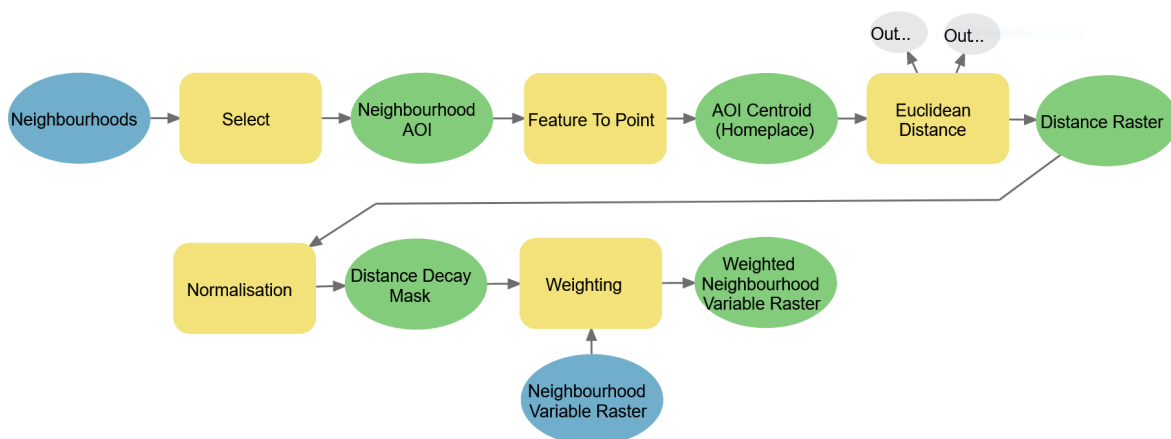 Out...
Out...
Neighbourhoods
Select
Neighbourhood
AOI
Feature To Point
AOI Centroid
(Homeplace)
Euclidean
Distance
Distance Raster
Normalisation
Distance Decay
Mask
Weighting
Weighted
Neighbourhood
Variable Raster
Neighbourhood
Variable Raster